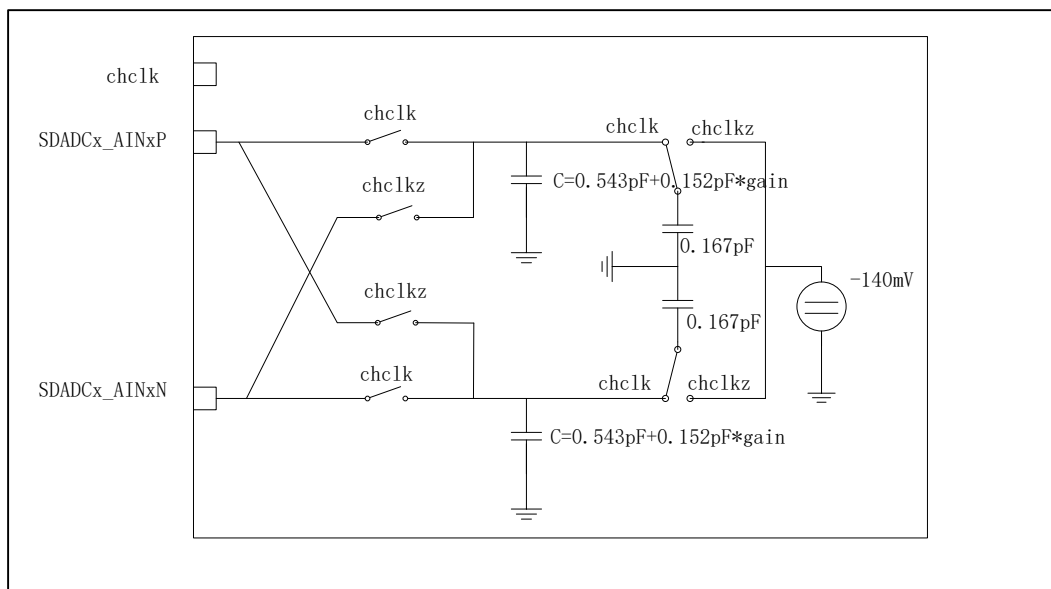 chclk
SDADCx_AINxP
chclk
chclk
chclkz
C=0.543pF+0.152pF*gain
chclkz
0.167pF
-140mV
chclkz
0.167pF
SDADCx_AINxN
chclk
chclk
chclkz
C=0.543pF+0.152pF*gain